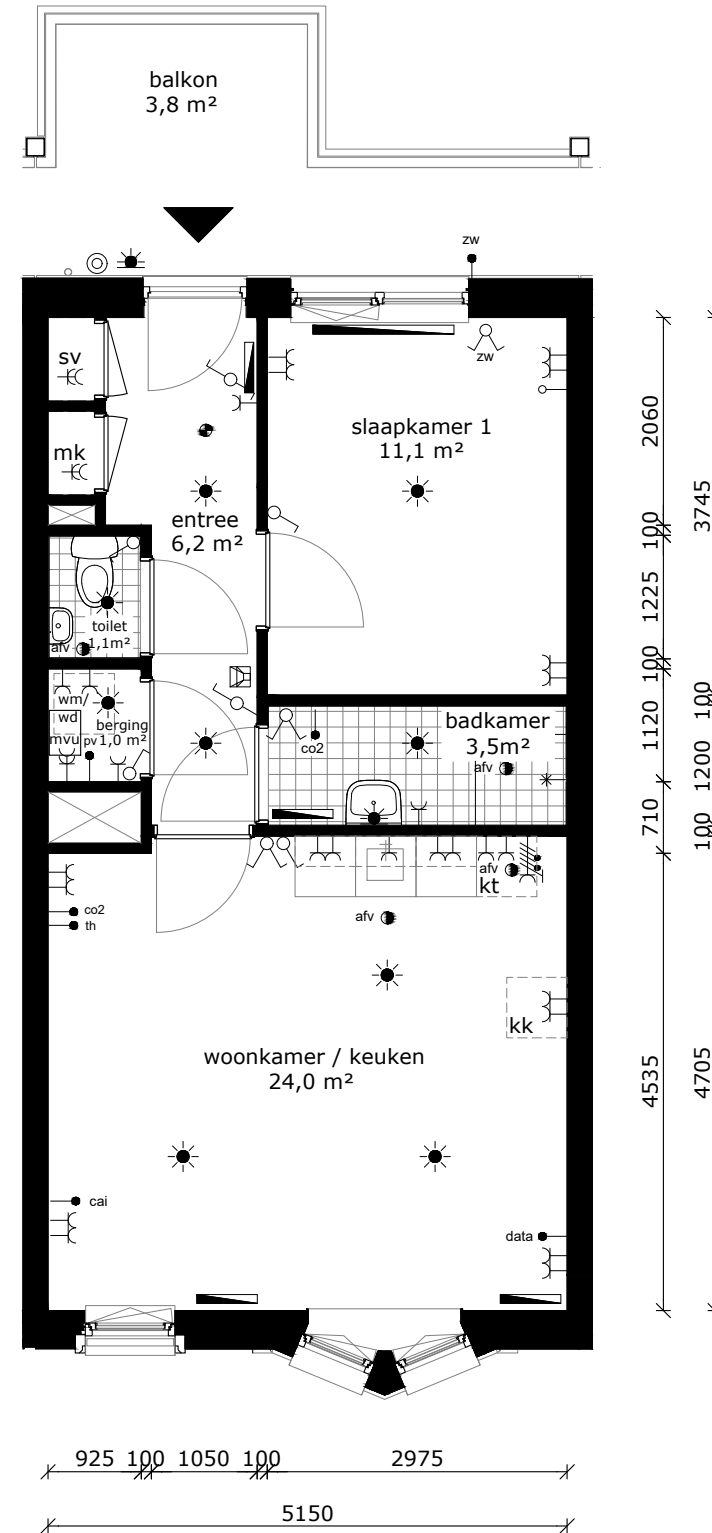 balkon
3,8 m²
zw
sv
zw
mk
slaapkamer 1
11,1 m²
entree
6,2 m²
toilet
1,1m²
afv
wm/
wd
berging
1,0 m²
mvu
pv
badkamer
3,5m²
co2
afv
afv
kt
afv
co2
th
kk
woonkamer / keuken
24,0 m²
cai
data
2060
100
1225
100
1120
710
4535
3745
100
1200
100
4705
925 100 1050 100 2975
5150